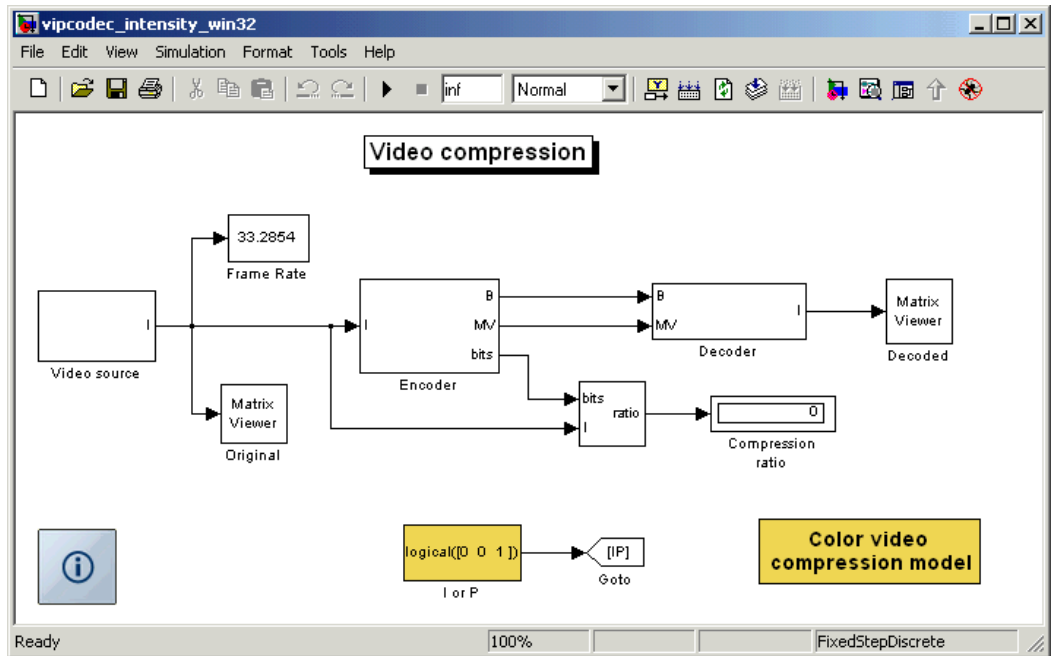 vipcodec_intensity_win32
File Edit View Simulation Format Tools Help
inf Normal
Video compression
33.2854
Frame Rate
I
Video source
Matrix
Viewer
Original
I
B
MV
bits
Encoder
B
MV
I
Decoder
Matrix
Viewer
Decoded
bits
I
ratio
0
Compression
ratio
logical([0 0 1])
I or P
[IP]
Goto
Color video
compression model
Ready 100% FixedStepDiscrete